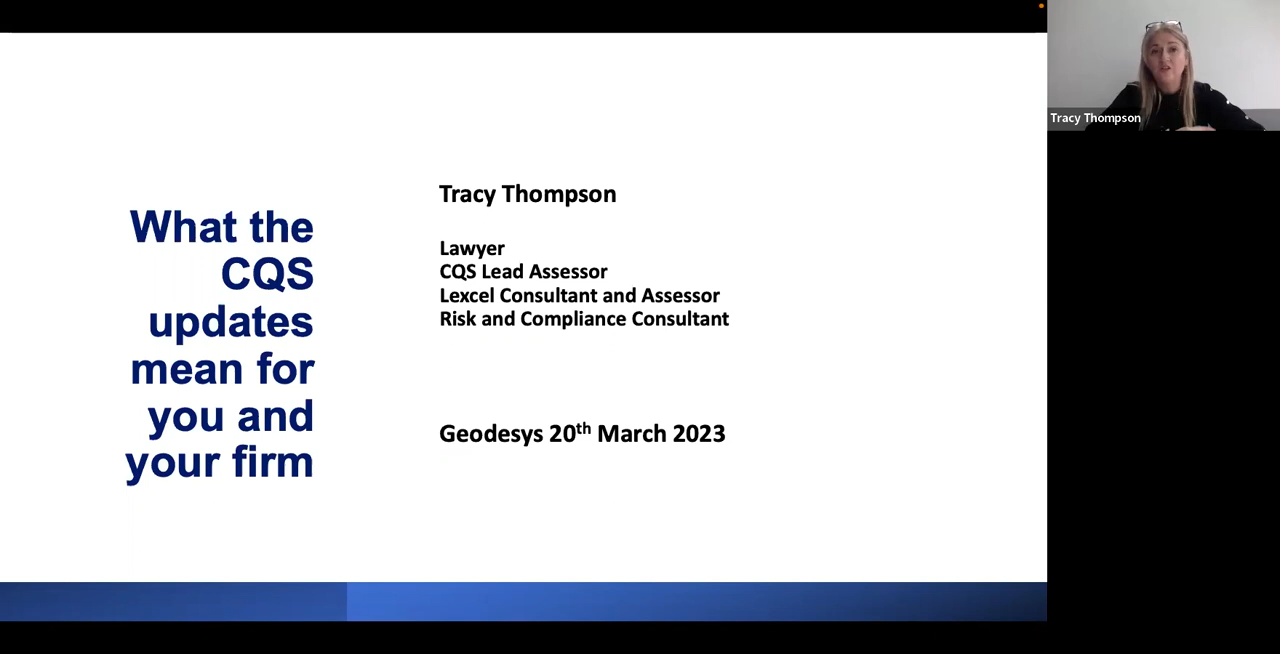 What the
CQS
updates
mean for
you and
your firm
Tracy Thompson
Lawyer
CQS Lead Assessor
Lexcel Consultant and Assessor
Risk and Compliance Consultant
Geodesys 20th March 2023
Tracy Thompson